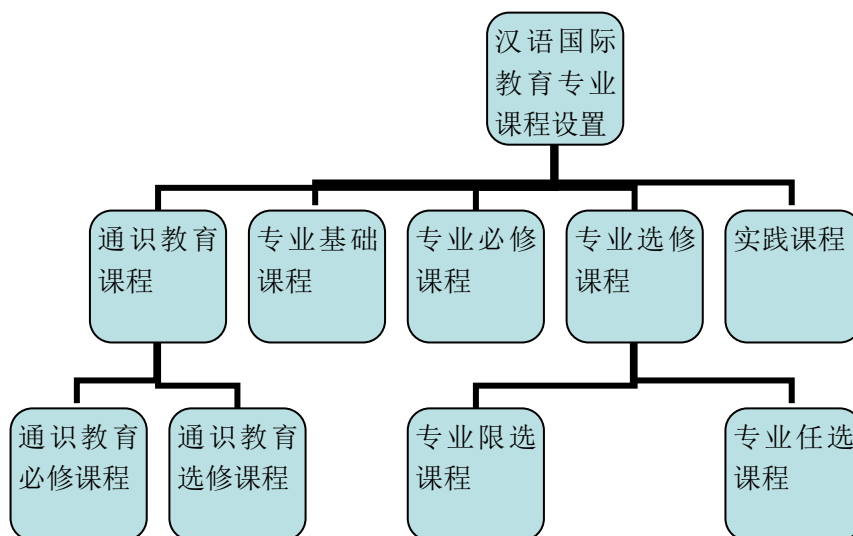 汉语国际
教育专业
课程设置
通识教育
课程
专业基础
课程
专业必修
课程
专业选修
课程
实践课程
通识教育
必修课程
通识教育
选修课程
专业限选
课程
专业任选
课程